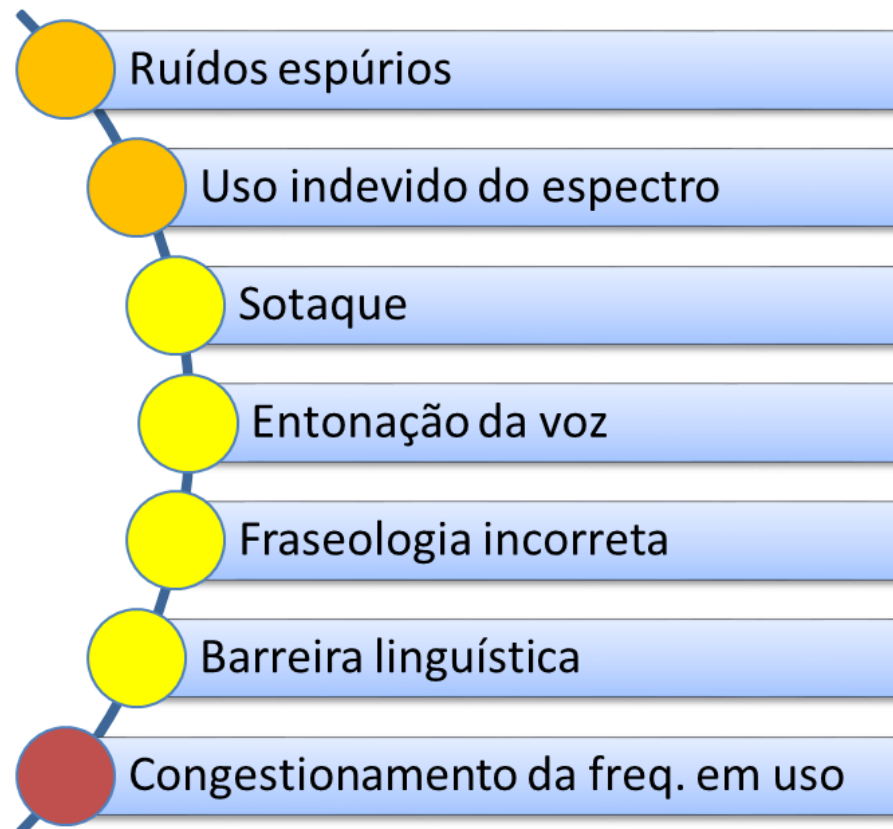 Ruídos espúrios
Uso indevido do espectro
Sotaque
Entonação da voz
Fraseologia incorreta
Barreira linguística
Congestionamento da freq. em uso